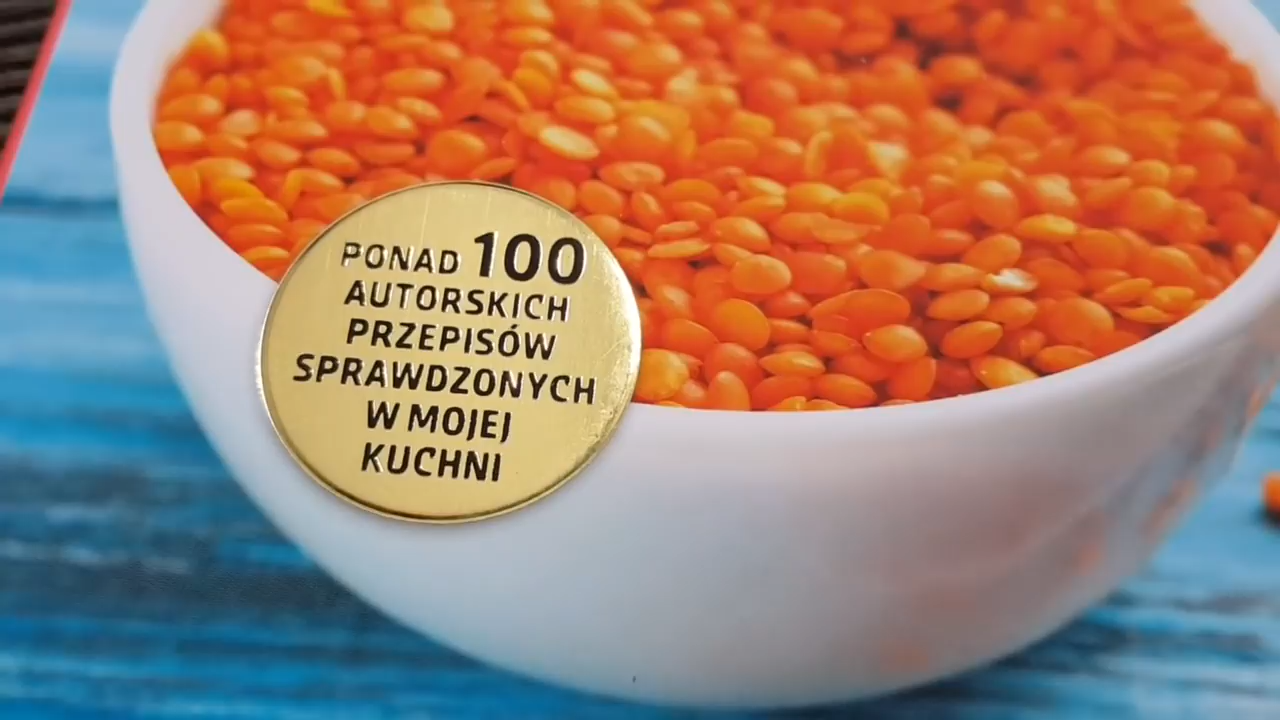 PONAD 100
AUTORSKICH
PRZEPISÓW
SPRAWDZONYCH
W MOJEJ
KUCHNI